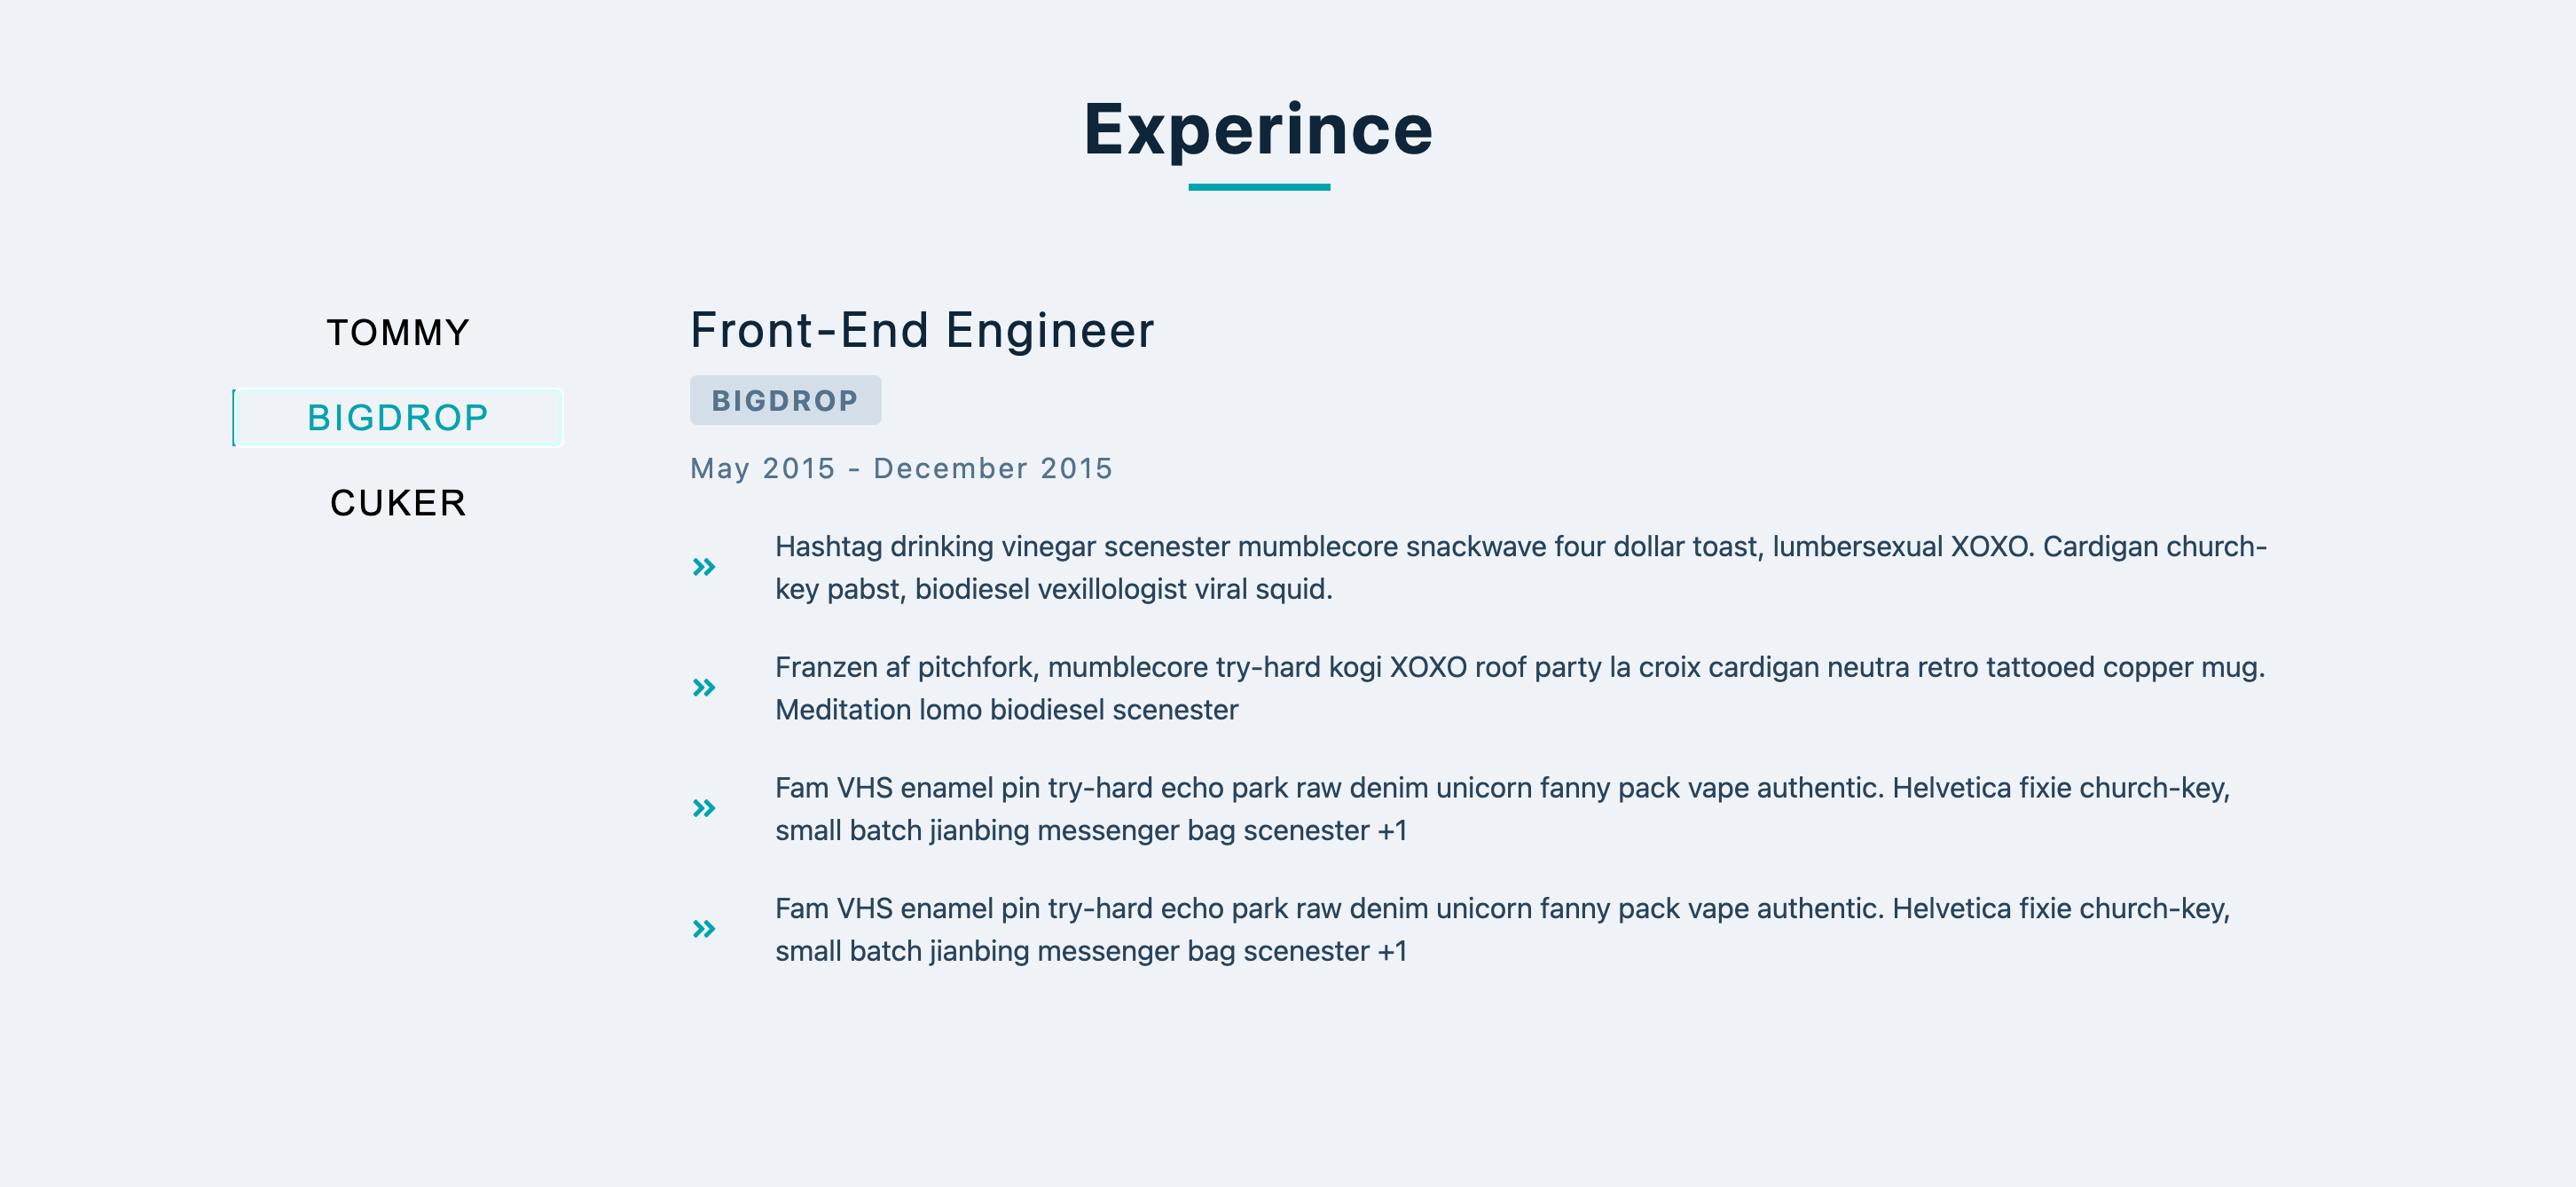 Experince
TOMMY
BIGDROP
CUKER
Front-End Engineer
BIGDROP
May 2015 - December 2015
Hashtag drinking vinegar scenester mumblecore snackwave four dollar toast, lumbersexual XOXO. Cardigan church-
key pabst, biodiesel vexillologist viral squid.
Franzen af pitchfork, mumblecore try-hard kogi XOXO roof party la croix cardigan neutra retro tattooed copper mug.
Meditation lomo biodiesel scenester
Fam VHS enamel pin try-hard echo park raw denim unicorn fanny pack vape authentic. Helvetica fixie church-key,
small batch jianbing messenger bag scenester +1
Fam VHS enamel pin try-hard echo park raw denim unicorn fanny pack vape authentic. Helvetica fixie church-key,
small batch jianbing messenger bag scenester +1